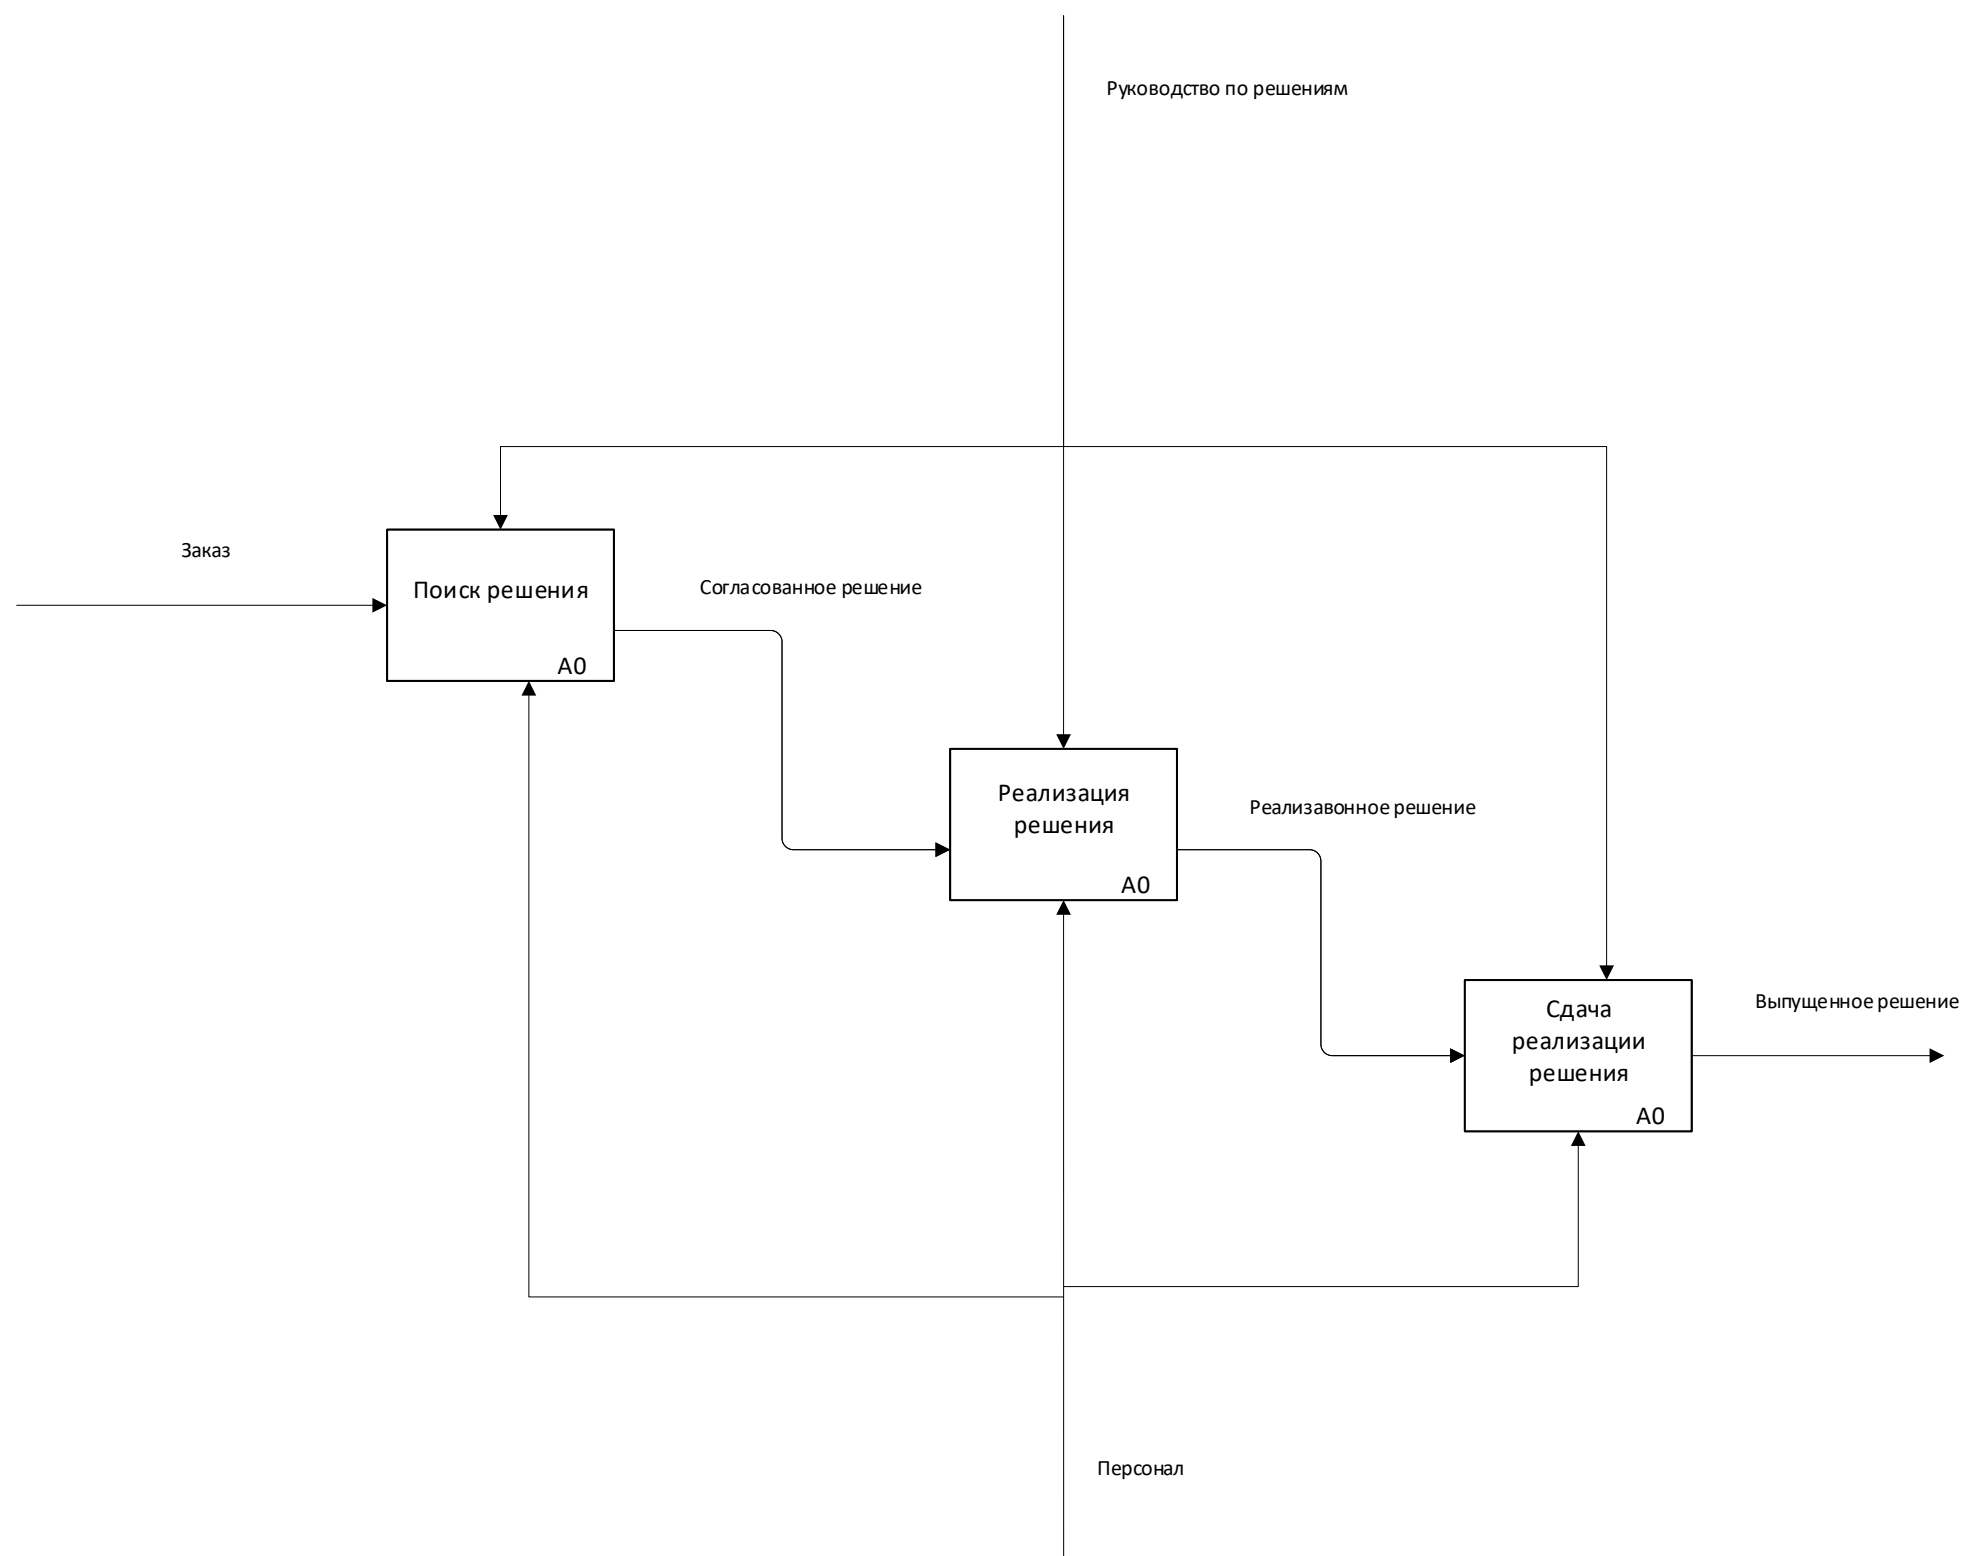 Руководство по решениям
Заказ
Поиск решения
A0
Согласованное решение
Реализация
решения
A0
Реализавонное решение
Сдача
реализации
решения
A0
Выпущенное решение
Персонал